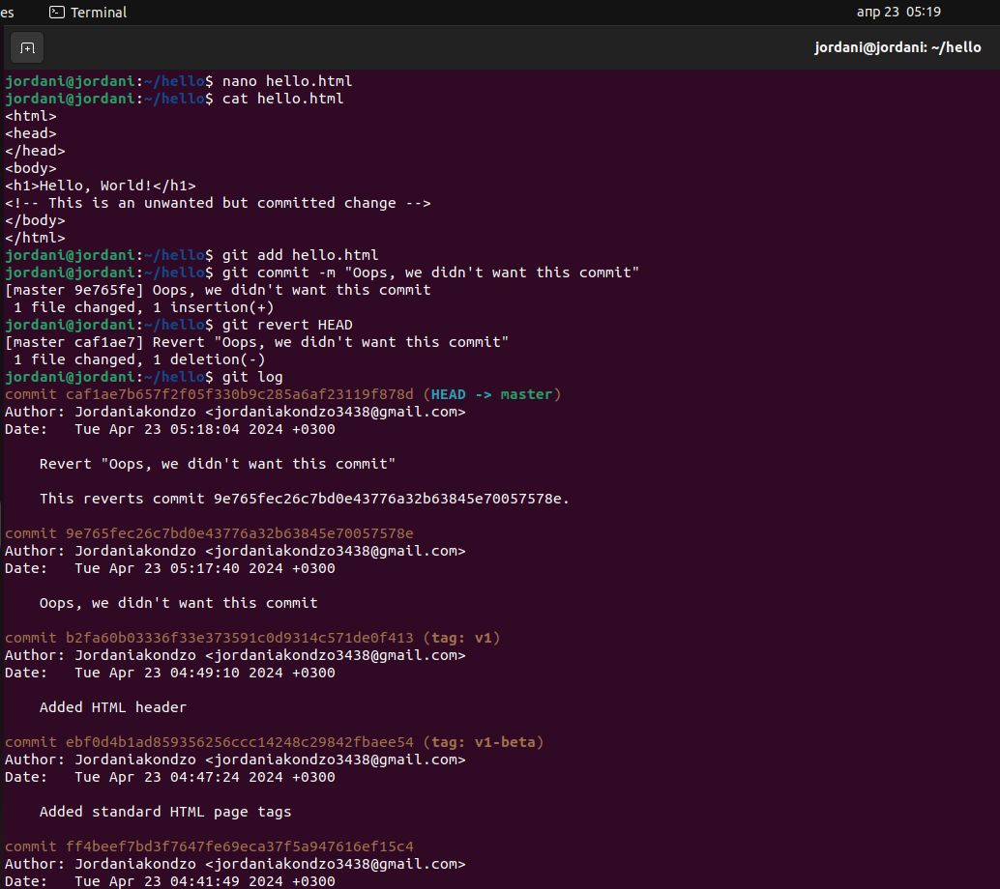 es Terminal апр 23 05:19
jordani@jordani: ~/hello
jordani@jordani:~/hello$ nano hello.html
jordani@jordani:~/hello$ cat hello.html
<html>
<head>
</head>
<body>
<h1>Hello, World!</h1>
<!-- This is an unwanted but committed change -->
</body>
</html>
jordani@jordani:~/hello$ git add hello.html
jordani@jordani:~/hello$ git commit -m "Oops, we didn't want this commit"
[master 9e765fe] Oops, we didn't want this commit
 1 file changed, 1 insertion(+)
jordani@jordani:~/hello$ git revert HEAD
[master caf1ae7] Revert "Oops, we didn't want this commit"
 1 file changed, 1 deletion(-)
jordani@jordani:~/hello$ git log
commit caf1ae7b657f2f05f330b9c285a6af23119f878d (HEAD -> master)
Author: Jordaniakondzo <jordaniakondzo3438@gmail.com>
Date:   Tue Apr 23 05:18:04 2024 +0300
    Revert "Oops, we didn't want this commit"
    This reverts commit 9e765fec26c7bd0e43776a32b63845e70057578e.
commit 9e765fec26c7bd0e43776a32b63845e70057578e
Author: Jordaniakondzo <jordaniakondzo3438@gmail.com>
Date:   Tue Apr 23 05:17:40 2024 +0300
    Oops, we didn't want this commit
commit b2fa60b03336f33e373591c0d9314c571de0f413 (tag: v1)
Author: Jordaniakondzo <jordaniakondzo3438@gmail.com>
Date:   Tue Apr 23 04:49:10 2024 +0300
    Added HTML header
commit ebf0d4b1ad859356256ccc14248c29842fbaee54 (tag: v1-beta)
Author: Jordaniakondzo <jordaniakondzo3438@gmail.com>
Date:   Tue Apr 23 04:47:24 2024 +0300
    Added standard HTML page tags
commit ff4beef7bd3f7647fe69eca37f5a947616ef15c4
Author: Jordaniakondzo <jordaniakondzo3438@gmail.com>
Date:   Tue Apr 23 04:41:49 2024 +0300